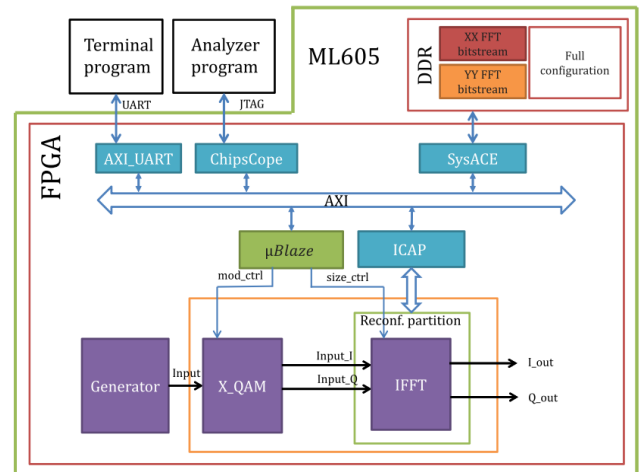 Terminal
program
Analyzer
program
ML605
DDR
XX FFT
bitstream
YY FFT
bitstream
Full
configuration
UART
JTAG
FPGA
AXI_UART
ChipsCope
SysACE
AXI
μBlaze
ICAP
mod_ctrl
size_ctrl
Reconf. partition
Generator
Input
X_QAM
Input_I
Input_Q
IFFT
I_out
Q_out